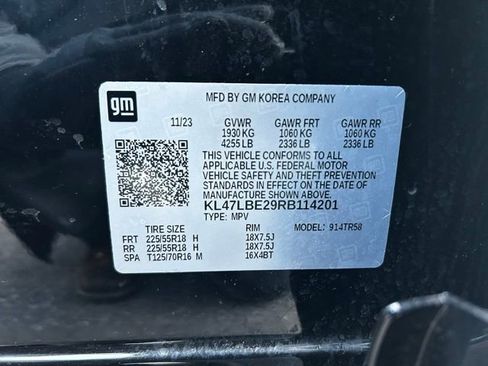 gm
MFD BY GM KOREA COMPANY
11/23 GVWR GAWR FRT GAWR RR
1930 KG 1060 KG 1060 KG
4255 LB 2336 LB 2336 LB
THIS VEHICLE CONFORMS TO ALL
APPLICABLE U.S. FEDERAL MOTOR
VEHICLE SAFETY AND THEFT PREVENTION
STANDARDS IN EFFECT ON THE DATE OF
MANUFACTURE SHOWN ABOVE.
KL47LBE29RB114201
TYPE: MPV MODEL: 914TR58
TIRE SIZE RIM
FRT 225/55R18 H 18X7.5J
RR 225/55R18 H 18X7.5J
SPA T125/70R16 M 16X4BT